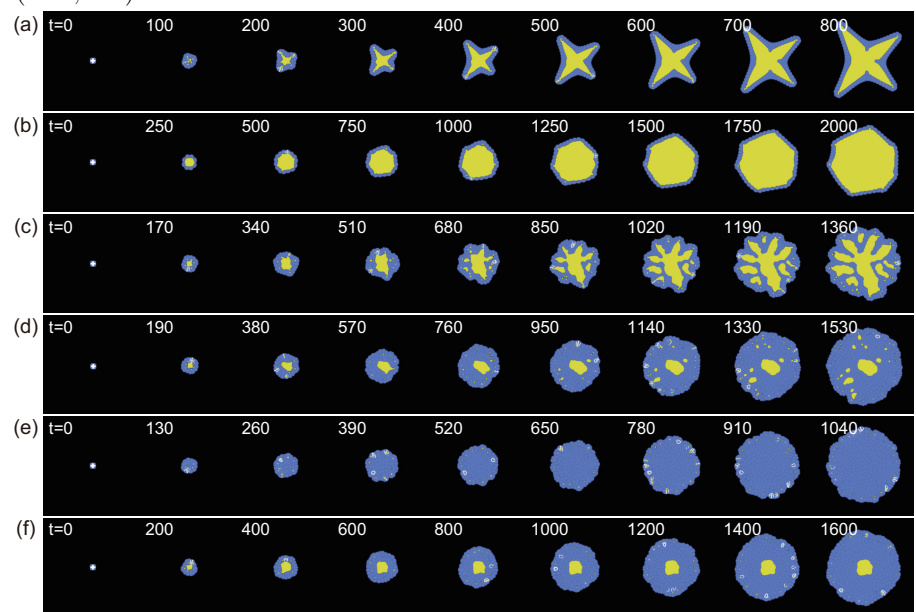 (a) t=0 100 200 300 400 500 600 700 800
(b) t=0 250 500 750 1000 1250 1500 1750 2000
(c) t=0 170 340 510 680 850 1020 1190 1360
(d) t=0 190 380 570 760 950 1140 1330 1530
(e) t=0 130 260 390 520 650 780 910 1040
(f) t=0 200 400 600 800 1000 1200 1400 1600